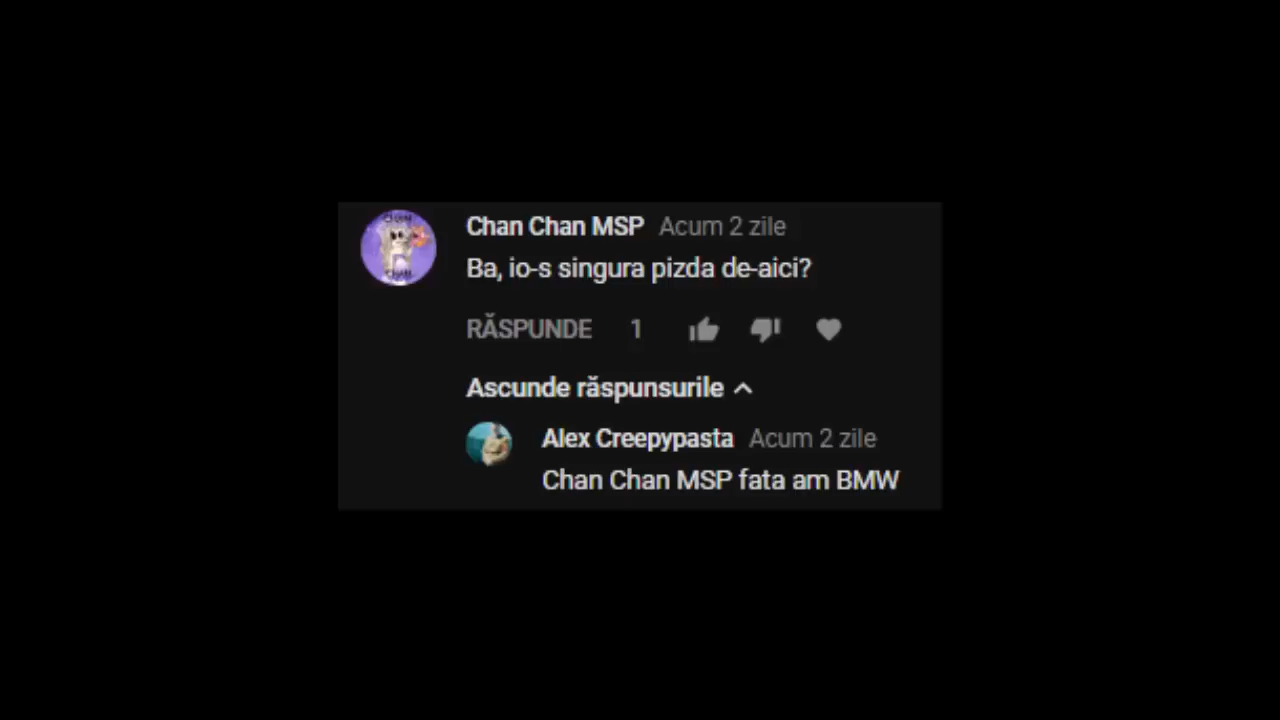 Chan Chan MSP Acum 2 zile
Ba, io-s singura pizda de-aici?
RĂSPUNDE 1
Ascunde răspunsurile
Alex Creepypasta Acum 2 zile
Chan Chan MSP fata am BMW